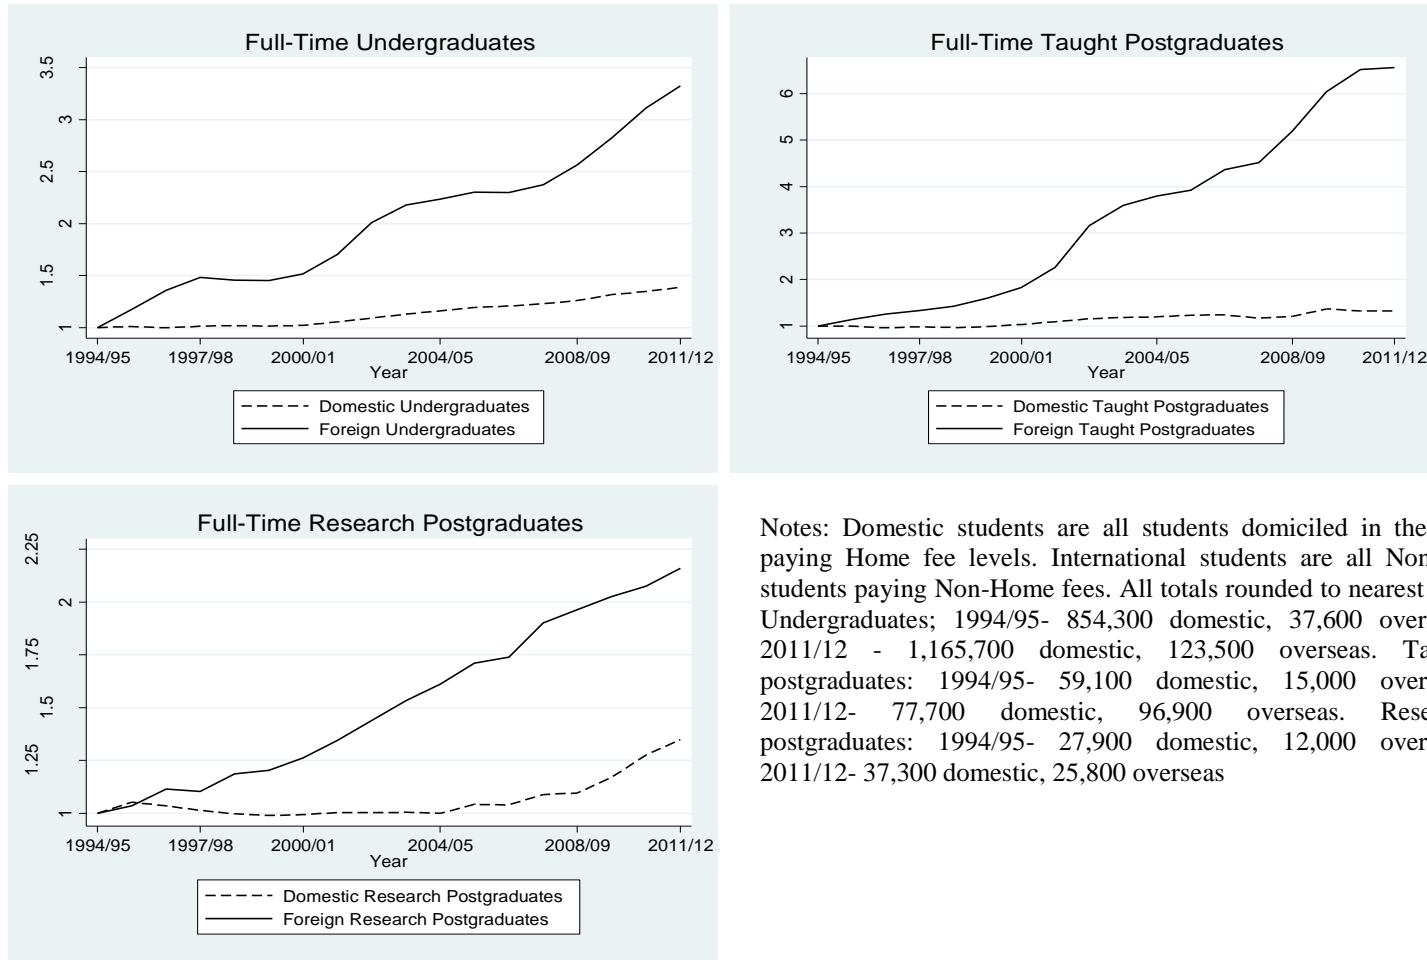 Full-Time Undergraduates
3.5
3
2.5
2
1.5
1
1994/95 1997/98 2000/01 2004/05 2008/09 2011/12
Year
Domestic Undergraduates
Foreign Undergraduates
Full-Time Taught Postgraduates
6
5
4
3
2
1
1994/95 1997/98 2000/01 2004/05 2008/09 2011/12
Year
Domestic Taught Postgraduates
Foreign Taught Postgraduates
Full-Time Research Postgraduates
2.25
2
1.75
1.5
1.25
1
1994/95 1997/98 2000/01 2004/05 2008/09 2011/12
Year
Domestic Research Postgraduates
Foreign Research Postgraduates
Notes: Domestic students are all students domiciled in the
paying Home fee levels. International students are all Non
students paying Non-Home fees. All totals rounded to nearest
Undergraduates; 1994/95- 854,300 domestic, 37,600 over
2011/12 - 1,165,700 domestic, 123,500 overseas. Ta
postgraduates: 1994/95- 59,100 domestic, 15,000 over
2011/12- 77,700 domestic, 96,900 overseas. Rese
postgraduates: 1994/95- 27,900 domestic, 12,000 over
2011/12- 37,300 domestic, 25,800 overseas